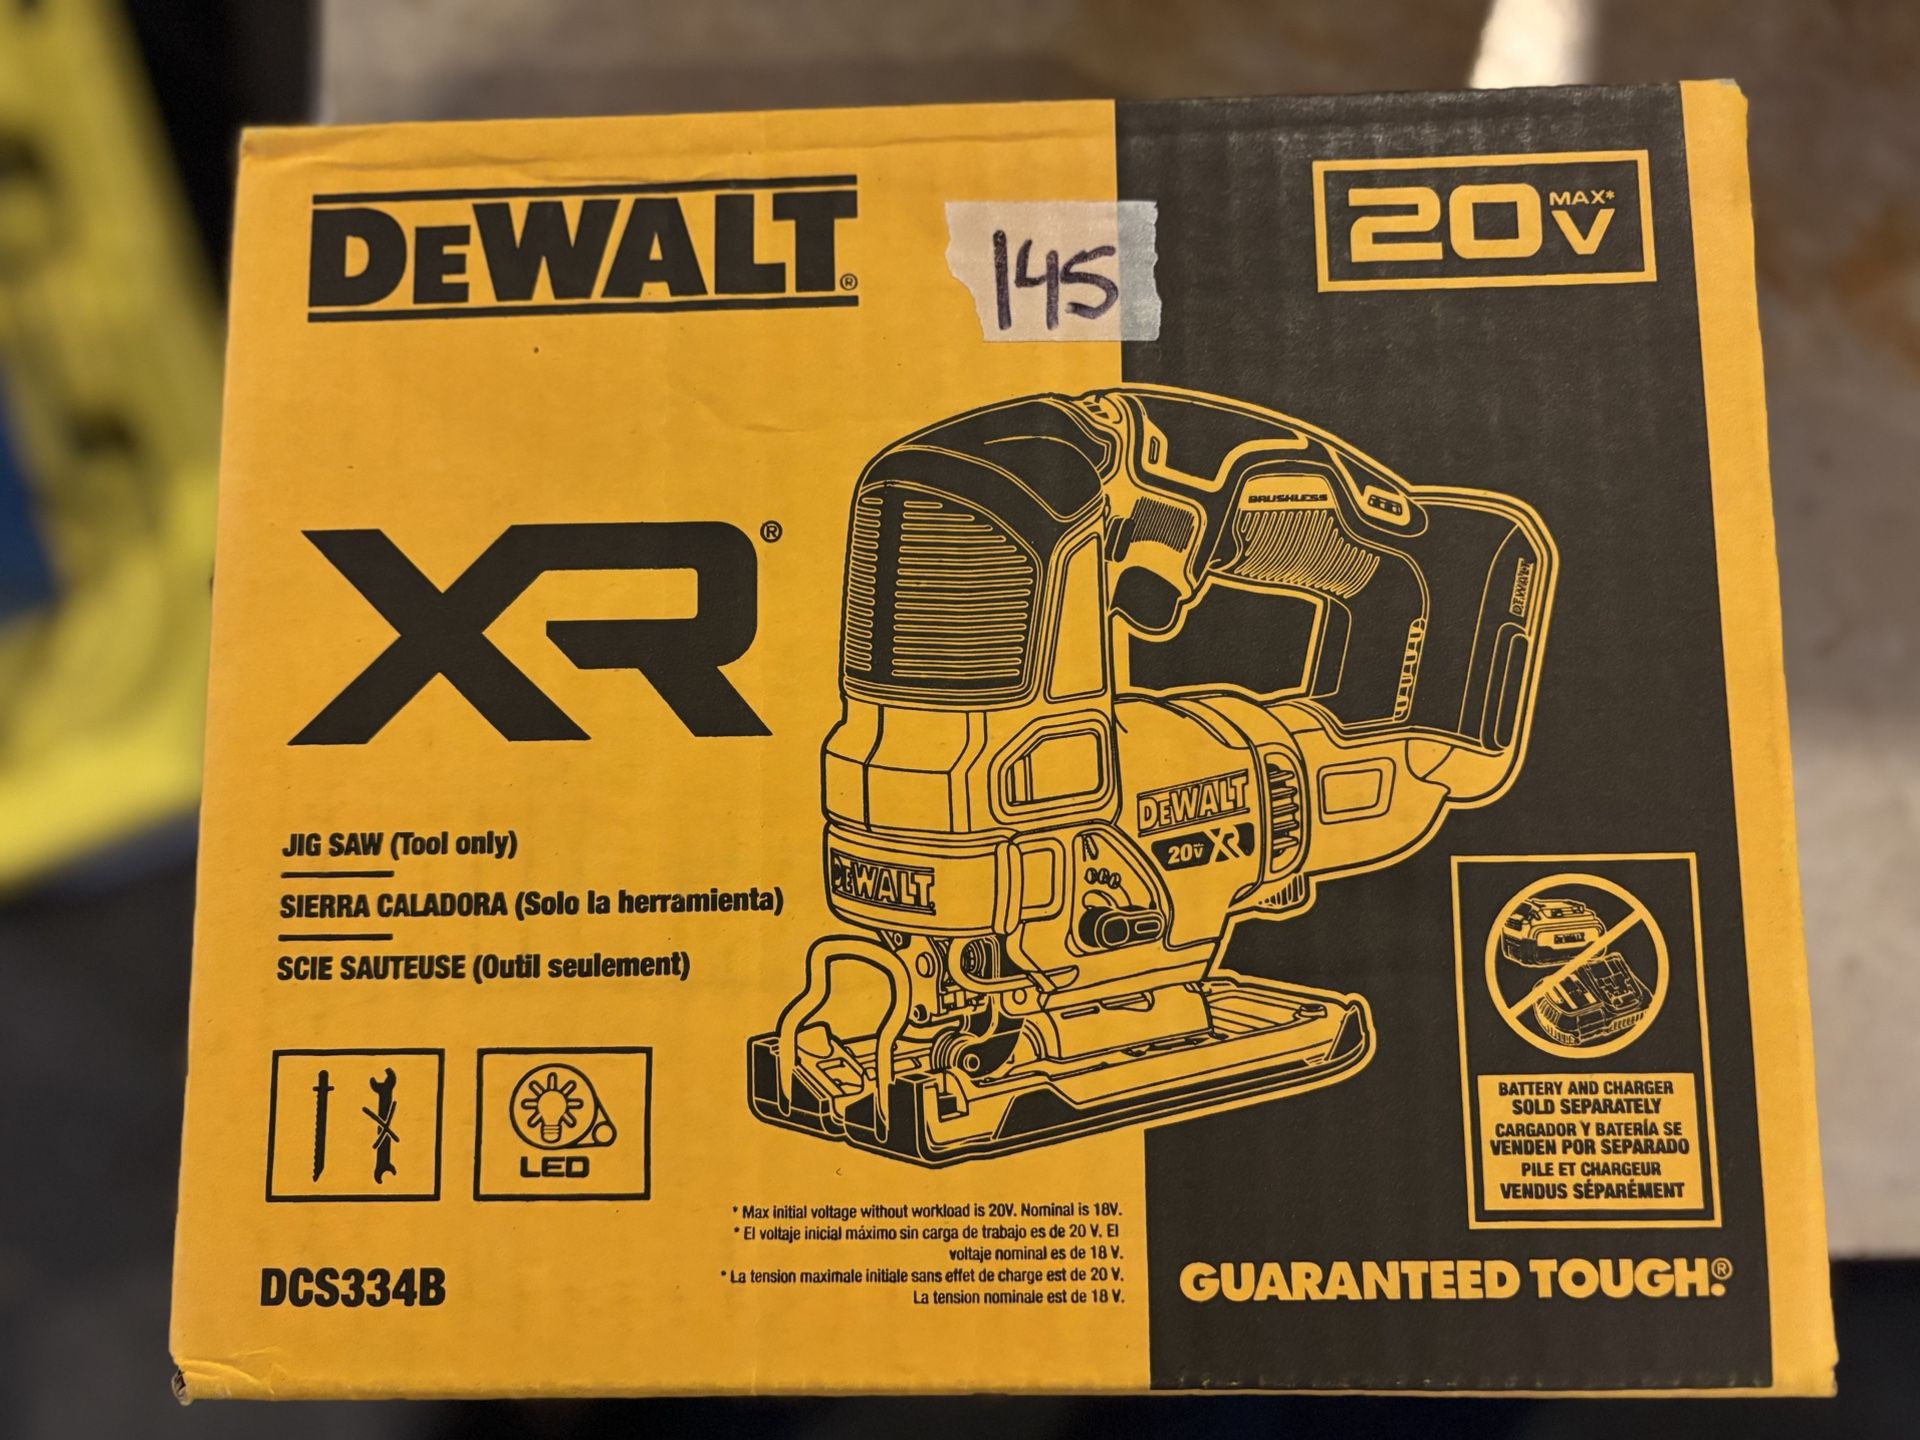 DEWALT®
145
20V MAX*
XR®
BRUSHLESS
DEWALT
DEWALT
20V XR
DEWALT
JIG SAW (Tool only)
SIERRA CALADORA (Solo la herramienta)
SCIE SAUTEUSE (Outil seulement)
LED
BATTERY AND CHARGER
SOLD SEPARATELY
CARGADOR Y BATERÍA SE
VENDEN POR SEPARADO
PILE ET CHARGEUR
VENDUS SÉPARÉMENT
* Max initial voltage without workload is 20V. Nominal is 18V.
* El voltaje inicial máximo sin carga de trabajo es de 20 V. El
voltaje nominal es de 18 V.
* La tension maximale initiale sans effet de charge est de 20 V.
La tension nominale est de 18 V.
DCS334B
GUARANTEED TOUGH.®